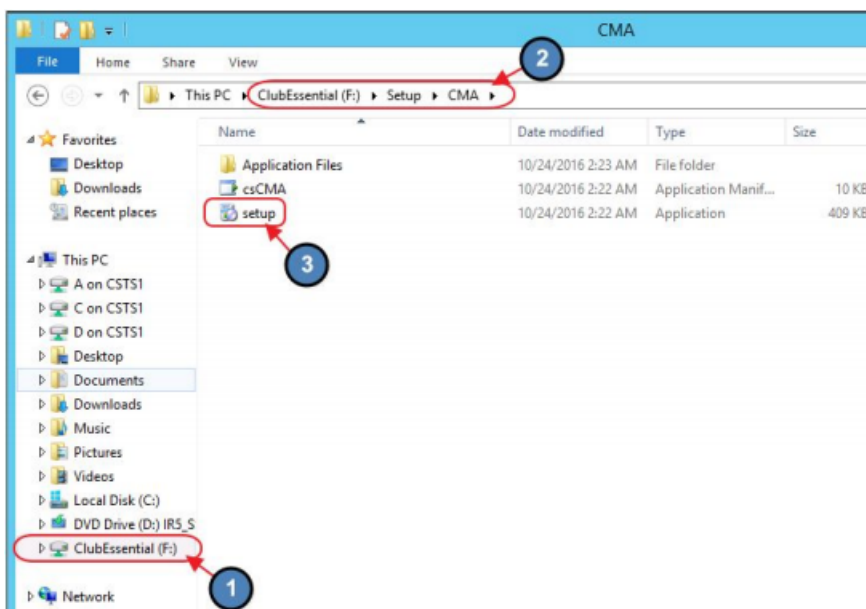 CMA
File Home Share View
2
This PC ClubEssential (F:) Setup CMA
Name Date modified Type Size
Application Files 10/24/2016 2:23 AM File folder
csCMA 10/24/2016 2:22 AM Application Manif... 10 KB
setup 10/24/2016 2:22 AM Application 409 KB
3
Favorites
Desktop
Downloads
Recent places
This PC
A on CSTS1
C on CSTS1
D on CSTS1
Desktop
Documents
Downloads
Music
Pictures
Videos
Local Disk (C:)
DVD Drive (D:) IR5_S
ClubEssential (F:)
1
Network